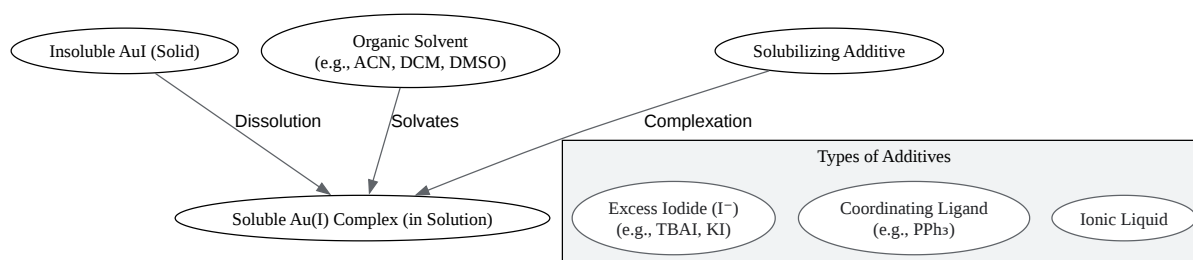 Insoluble AuI (Solid)
Organic Solvent
(e.g., ACN, DCM, DMSO)
Solubilizing Additive
Dissolution
Solvates
Complexation
Soluble Au(I) Complex (in Solution)
Types of Additives
Excess Iodide (I⁻)
(e.g., TBAI, KI)
Coordinating Ligand
(e.g., PPh₃)
Ionic Liquid